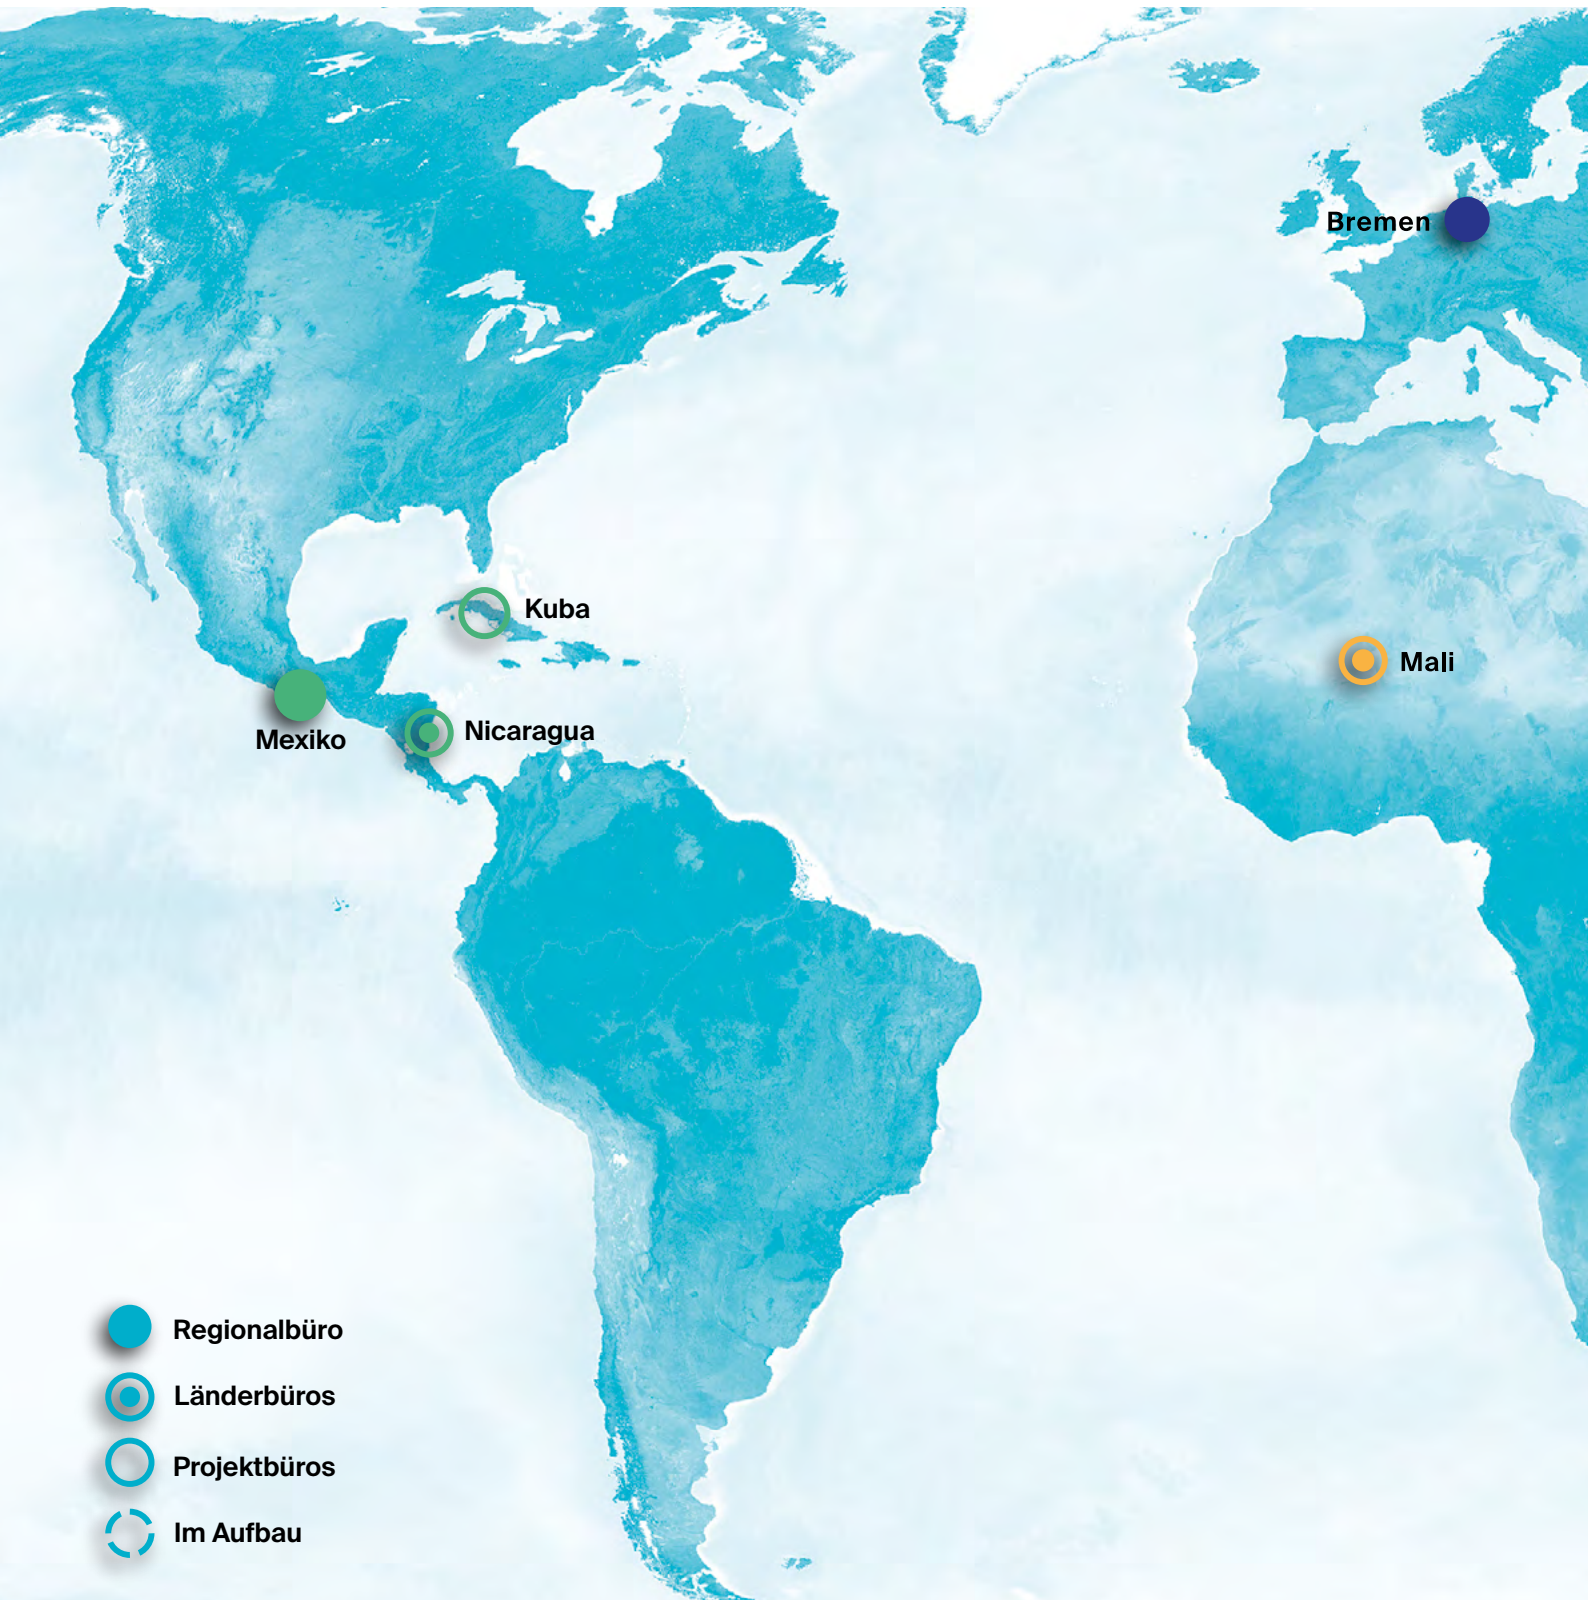 Bremen
Kuba
Mali
Nicaragua
Mexiko
Regionalbüro
Länderbüros
Projektbüros
Im Aufbau